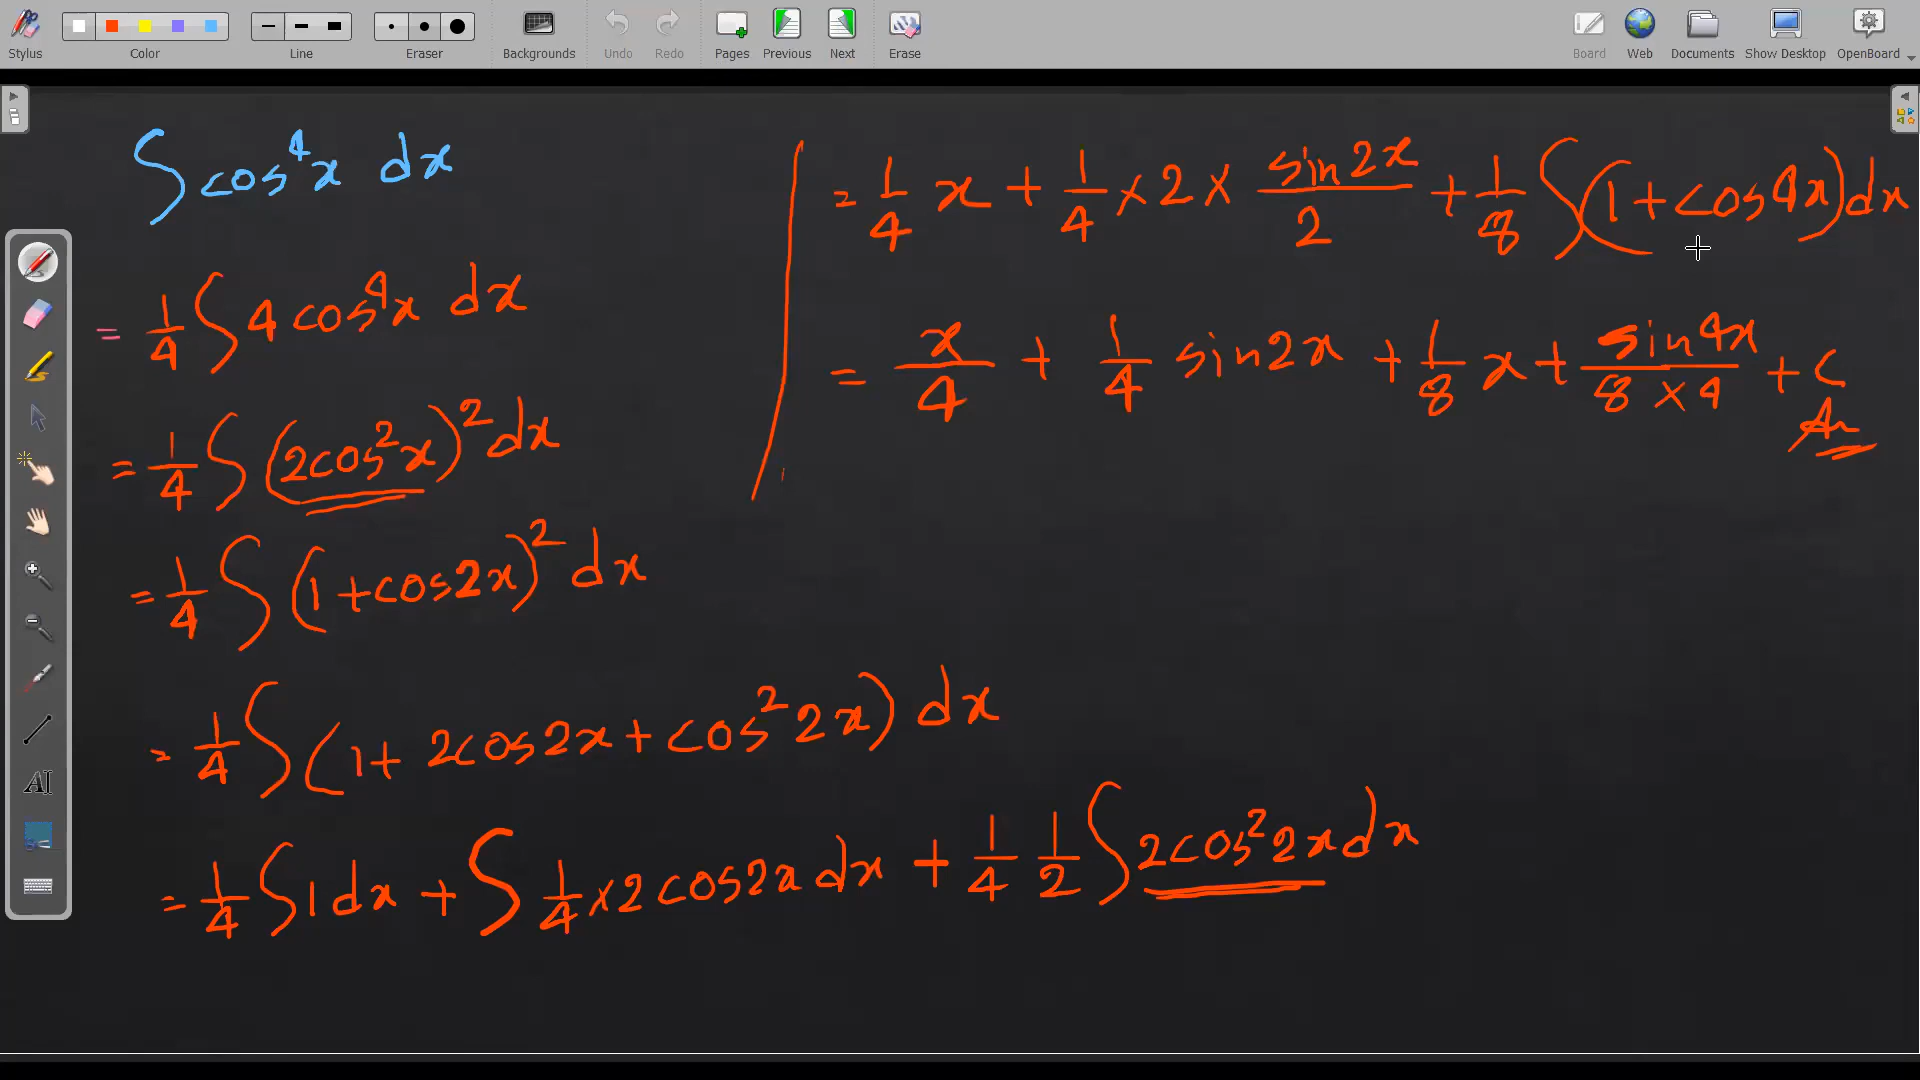 Stylus Color Line Eraser Backgrounds Undo Redo Pages Previous Next Erase Board Web Documents Show Desktop OpenBoard
∫ cos⁴x dx
= 1/4 ∫ 4 cos⁴x dx
= 1/4 ∫ (2cos²x)² dx
= 1/4 ∫ (1+cos2x)² dx
= 1/4 ∫ (1+ 2cos2x + cos²2x) dx
= 1/4 ∫ 1 dx + ∫ 1/4 × 2 cos2x dx + 1/4 1/2 ∫ 2cos²2x dx
= 1/4 x + 1/4 × 2 × sin2x/2 + 1/8 ∫ (1 + cos4x) dx
= x/4 + 1/4 sin2x + 1/8 x + sin4x/8×4 + C
An
AI